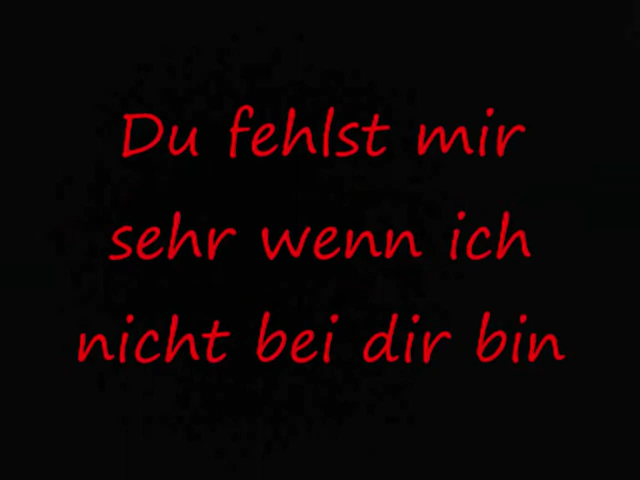 Du fehlst mir
sehr wenn ich
nicht bei dir bin